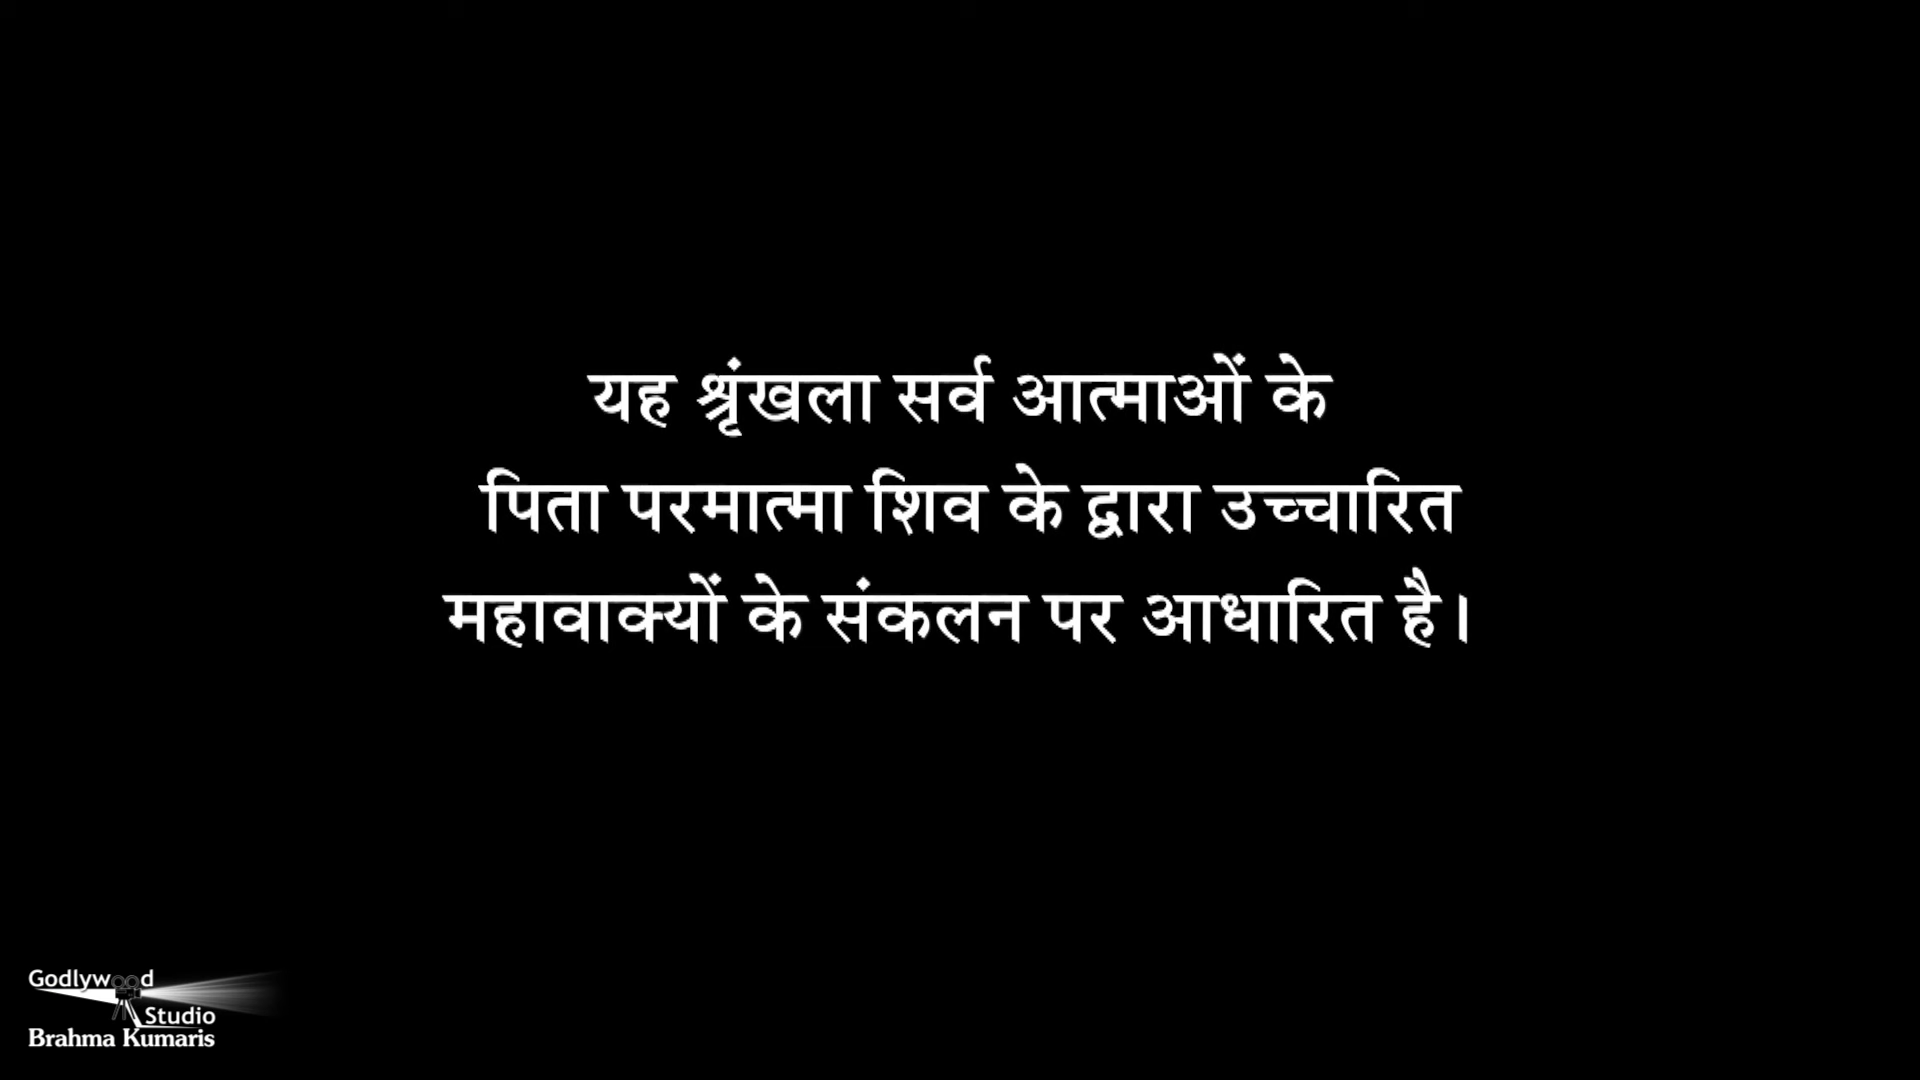 यह श्रृंखला सर्व आत्माओं के
पिता परमात्मा शिव के द्वारा उच्चारित
महावाक्यों के संकलन पर आधारित है।
Godlywood
Studio
Brahma Kumaris